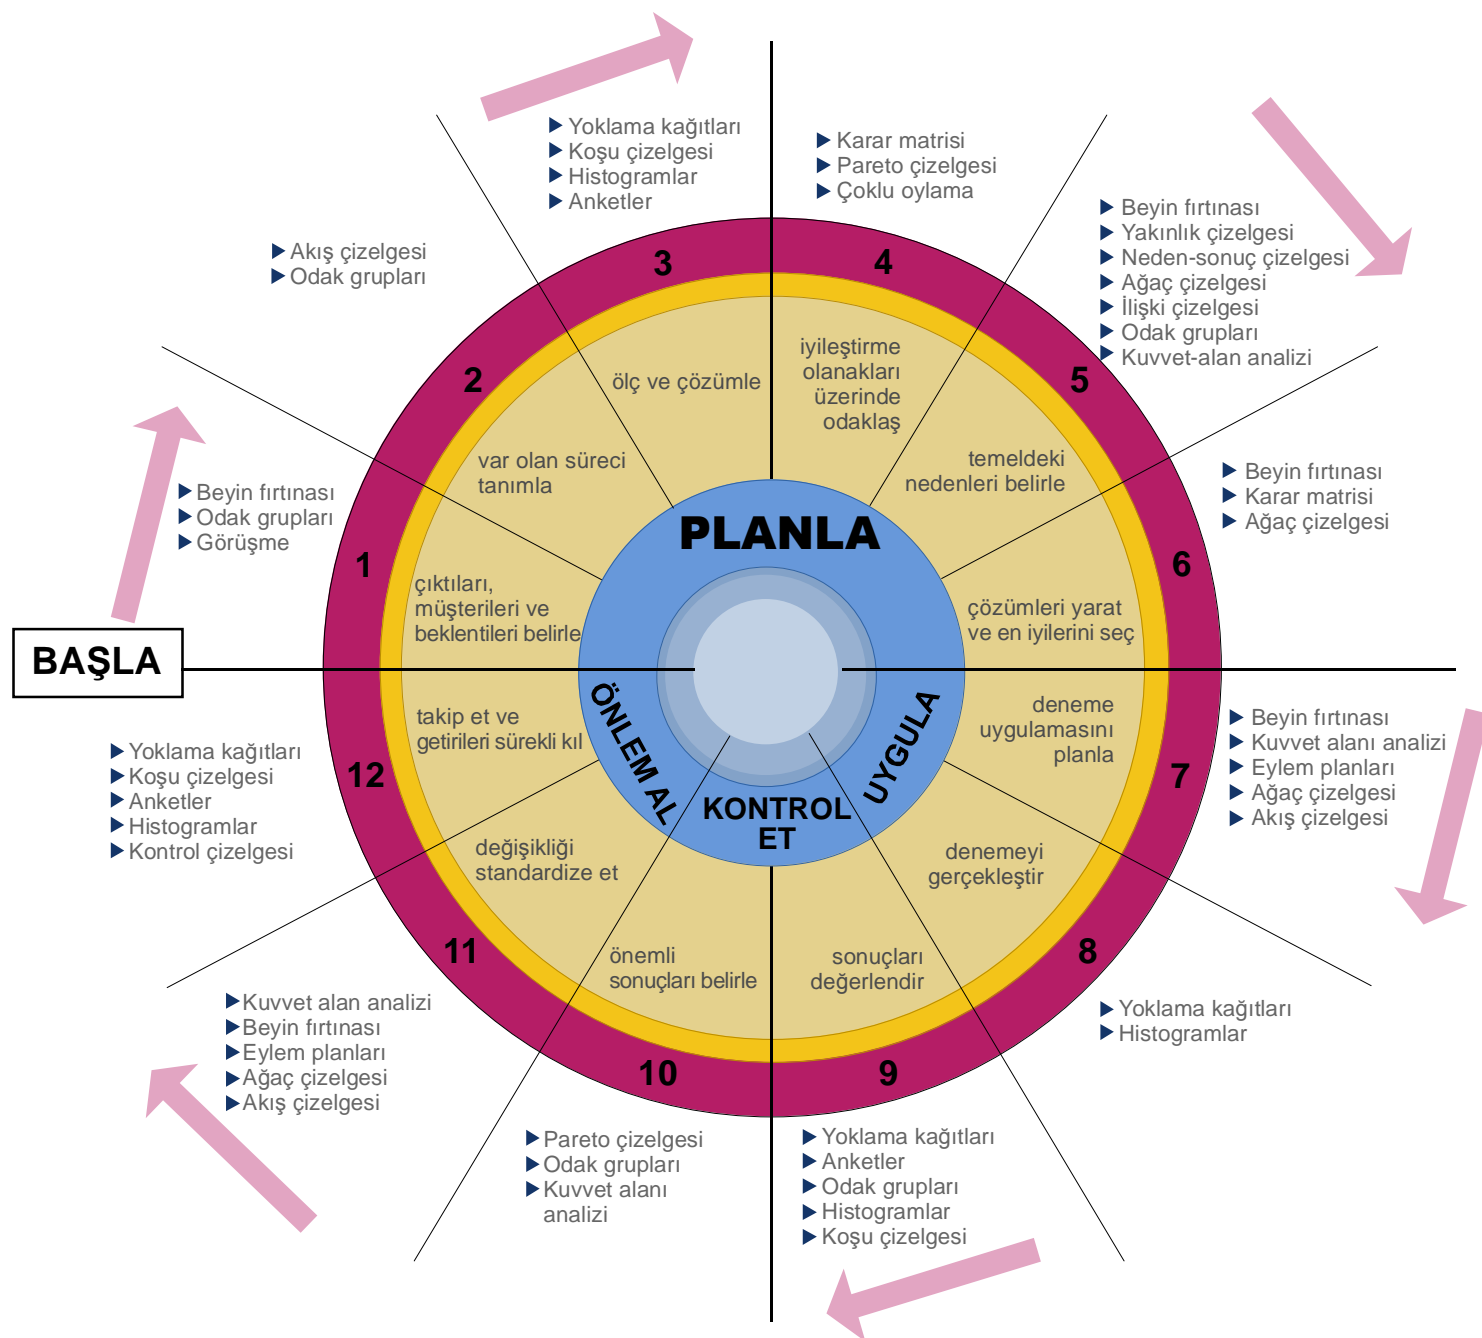 BAŞLA
1
çıktıları,
müşterileri ve
beklentileri belirle
Beyin fırtınası
Odak grupları
Görüşme
2
var olan süreci
tanımla
Akış çizelgesi
Odak grupları
3
ölç ve çözümle
Yoklama kağıtları
Koşu çizelgesi
Histogramlar
Anketler
4
iyileştirme
olanakları
üzerinde
odaklaş
Karar matrisi
Pareto çizelgesi
Çoklu oylama
5
temeldeki
nedenleri belirle
Beyin fırtınası
Yakınlık çizelgesi
Neden-sonuç çizelgesi
Ağaç çizelgesi
İlişki çizelgesi
Odak grupları
Kuvvet-alan analizi
6
çözümleri yarat
ve en iyilerini seç
Beyin fırtınası
Karar matrisi
Ağaç çizelgesi
7
deneme
uygulamasını
planla
Beyin fırtınası
Kuvvet alanı analizi
Eylem planları
Ağaç çizelgesi
Akış çizelgesi
8
denemeyi
gerçekleştir
Yoklama kağıtları
Histogramlar
9
sonuçları
değerlendir
Yoklama kağıtları
Anketler
Odak grupları
Histogramlar
Koşu çizelgesi
10
önemli
sonuçları belirle
Pareto çizelgesi
Odak grupları
Kuvvet alanı
analizi
11
değişikliği
standardize et
Kuvvet alan analizi
Beyin fırtınası
Eylem planları
Ağaç çizelgesi
Akış çizelgesi
12
takip et ve
getirileri sürekli kıl
Yoklama kağıtları
Koşu çizelgesi
Anketler
Histogramlar
Kontrol çizelgesi
PLANLA
UYGULA
KONTROL
ET
ÖNLEM AL